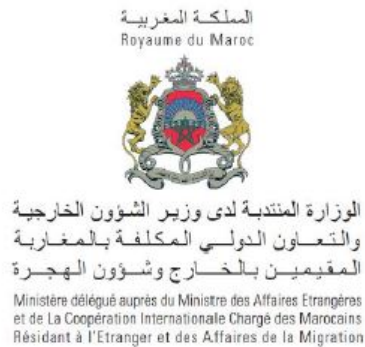 المملكة المغربية
Royaume du Maroc
الوزارة المنتدبة لدى وزير الشؤون الخارجية
والتعاون الدولي المكلفة بالمغاربة
المقيمين بالخارج وشؤون الهجرة
Ministère délégué auprès du Ministre des Affaires Etrangères
et de La Coopération Internationale Chargé des Marocains
Résidant à l'Etranger et des Affaires de la Migration